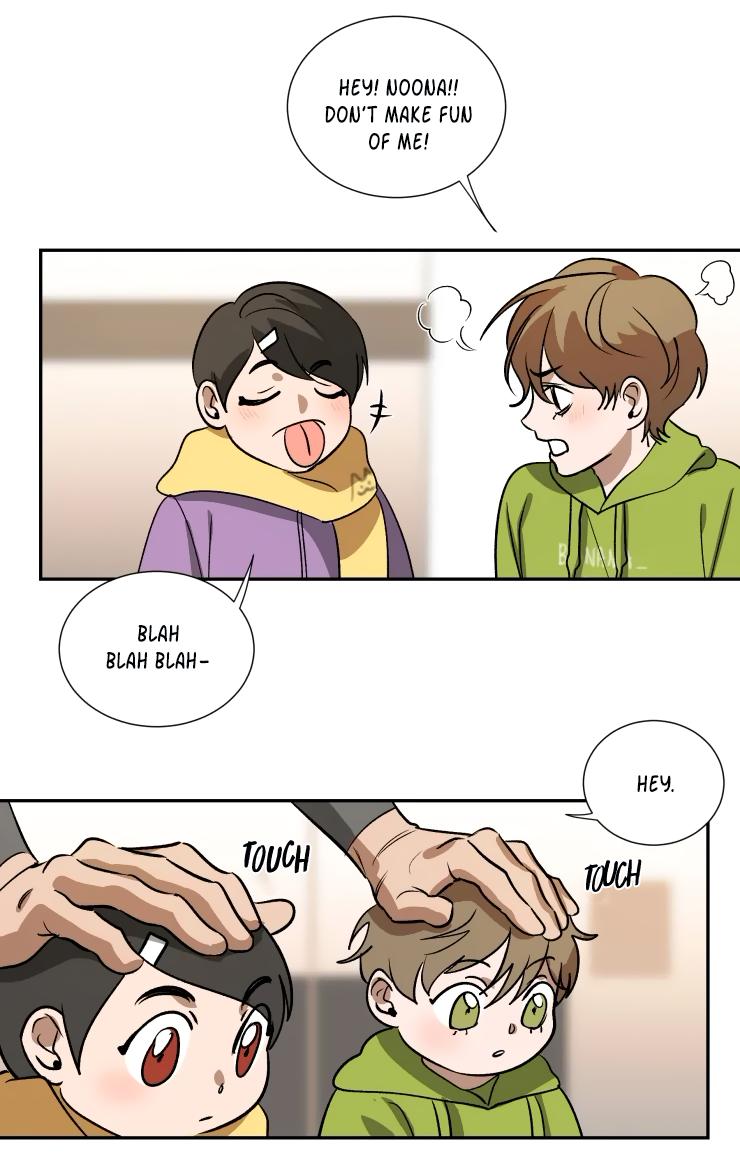 HEY! NOONA!!
DON'T MAKE FUN
OF ME!
BLAH
BLAH BLAH-
HEY.
TOUCH
TOUCH